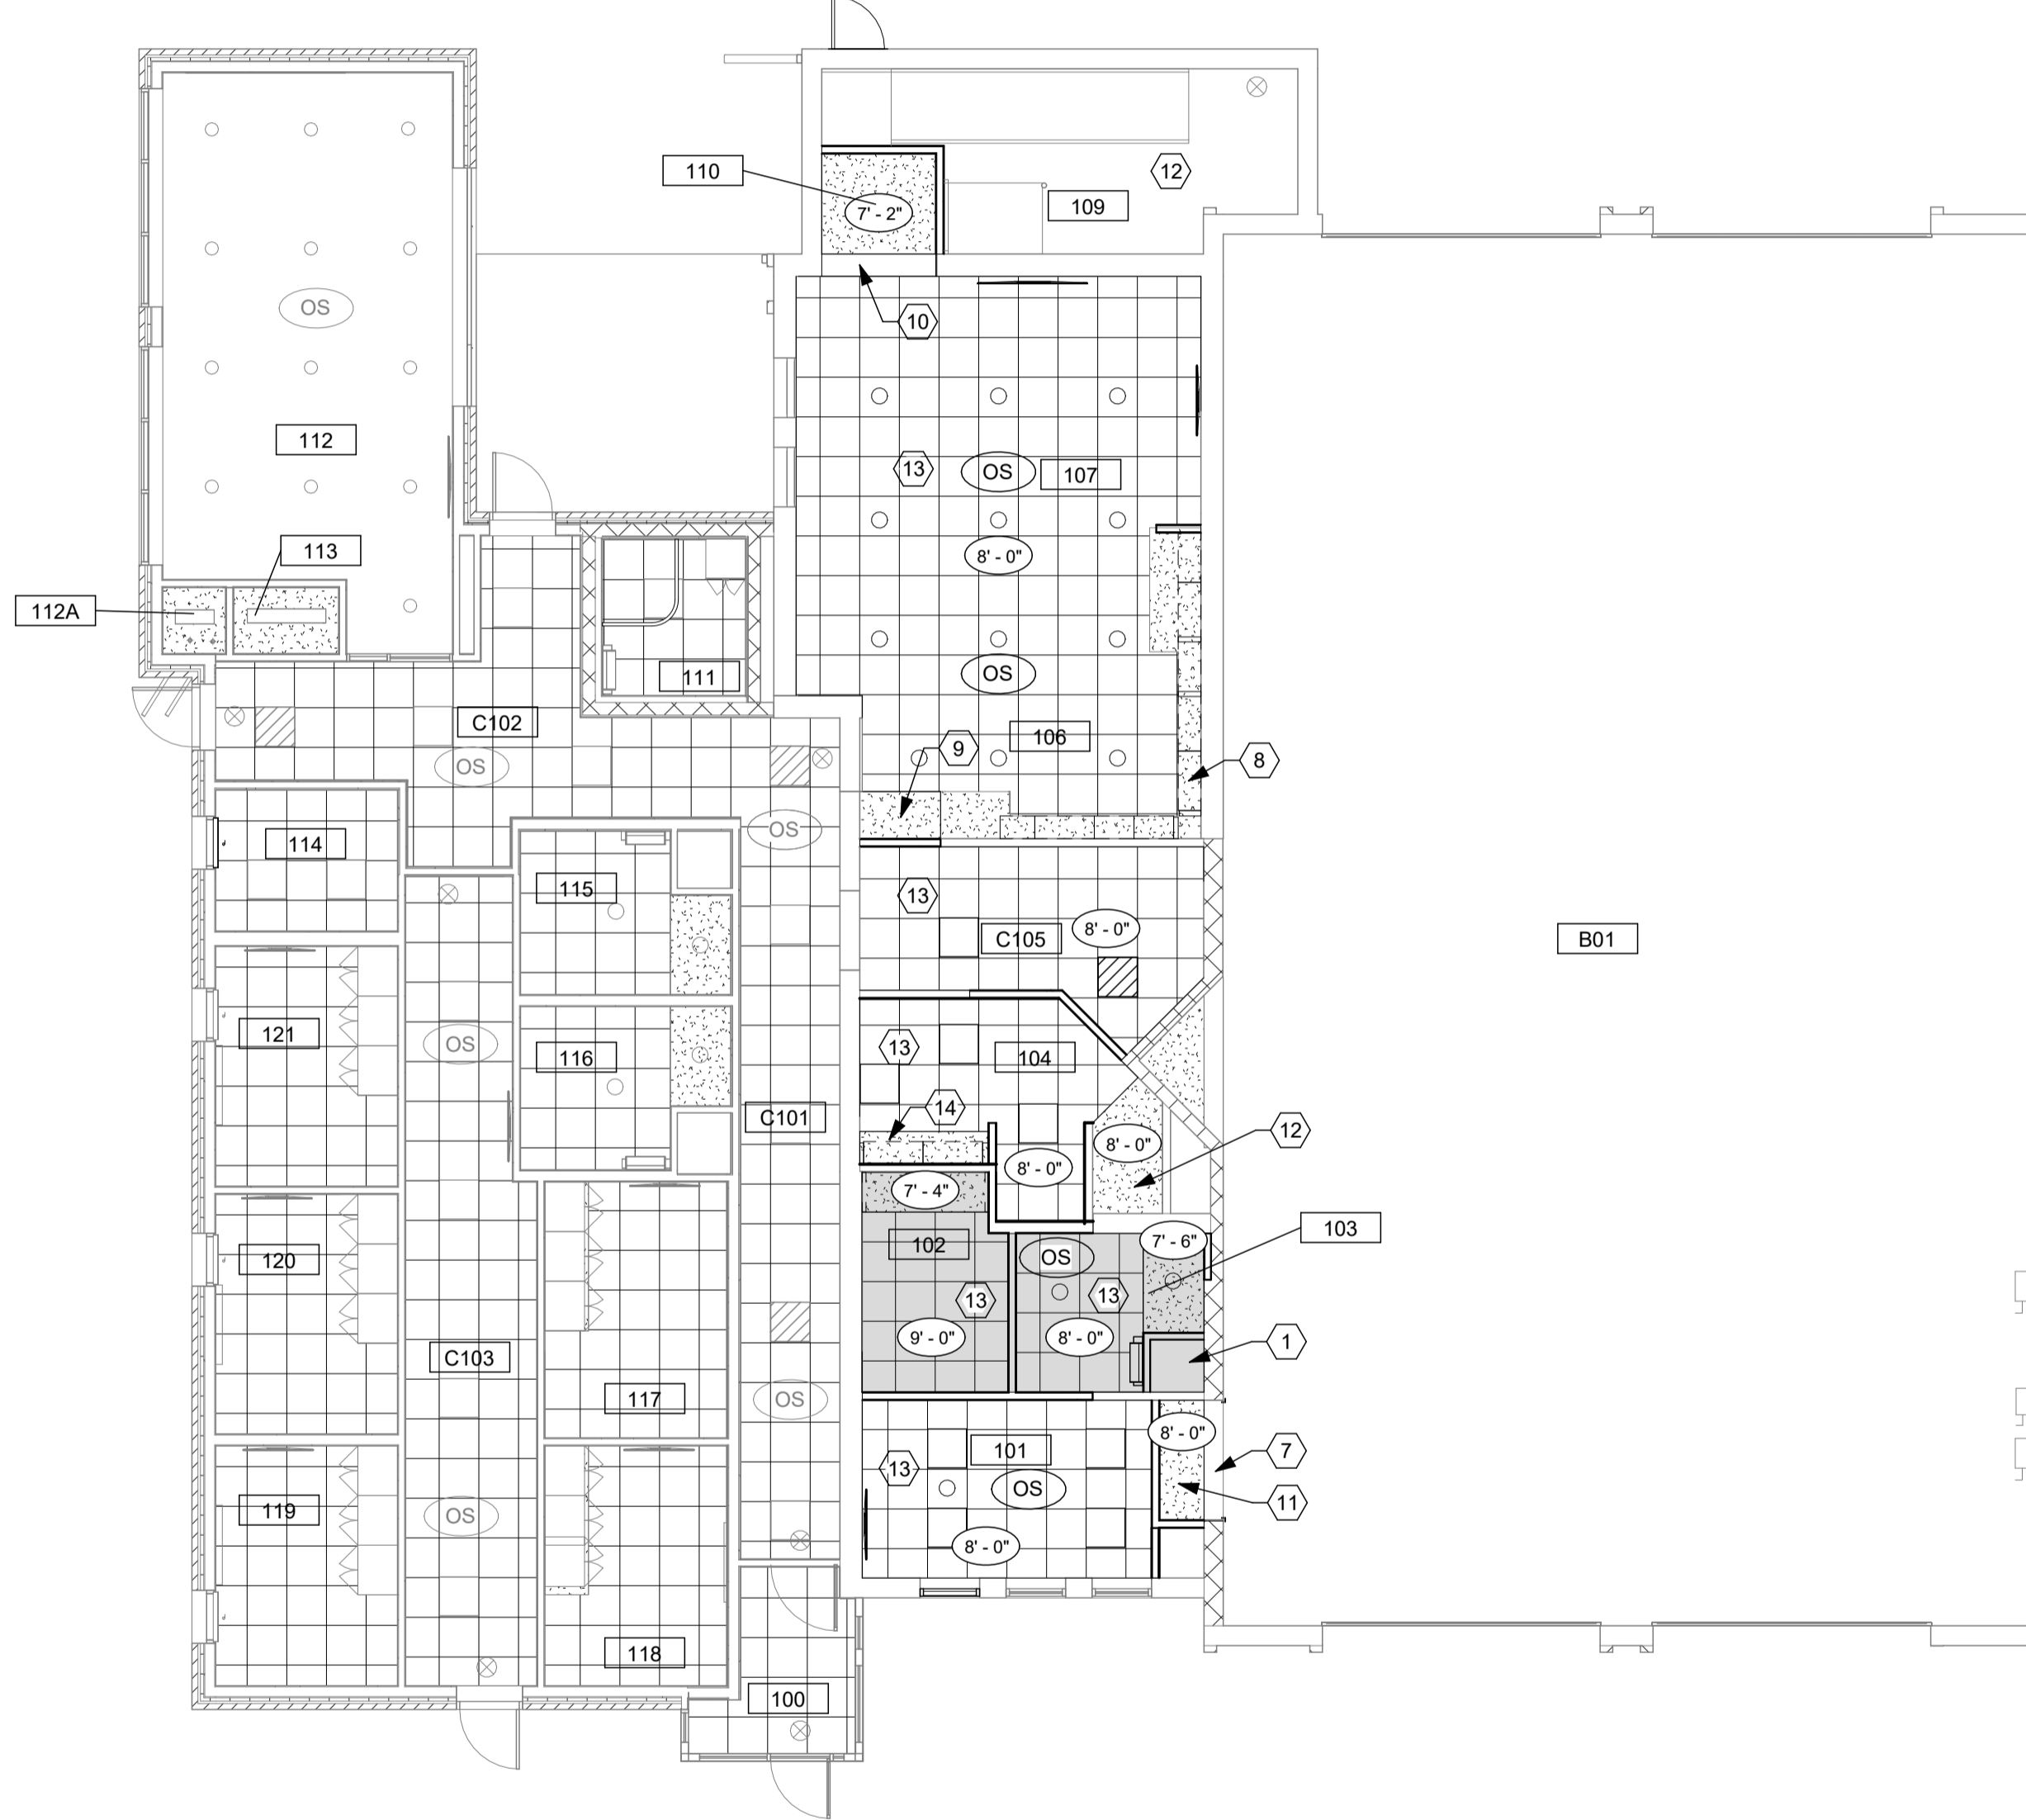 110
12
7' - 2"
109
OS
10
112
13
OS
107
113
8' - 0"
112A
OS
111
C102
106
9
8
OS
OS
114
13
115
8' - 0"
C105
B01
121
OS
13
104
116
14
C101
12
8' - 0"
8' - 0"
7' - 4"
103
102
7' - 6"
120
OS
13
13
9' - 0"
8' - 0"
1
C103
117
OS
8' - 0"
101
7
13
OS
11
119
OS
8' - 0"
118
100